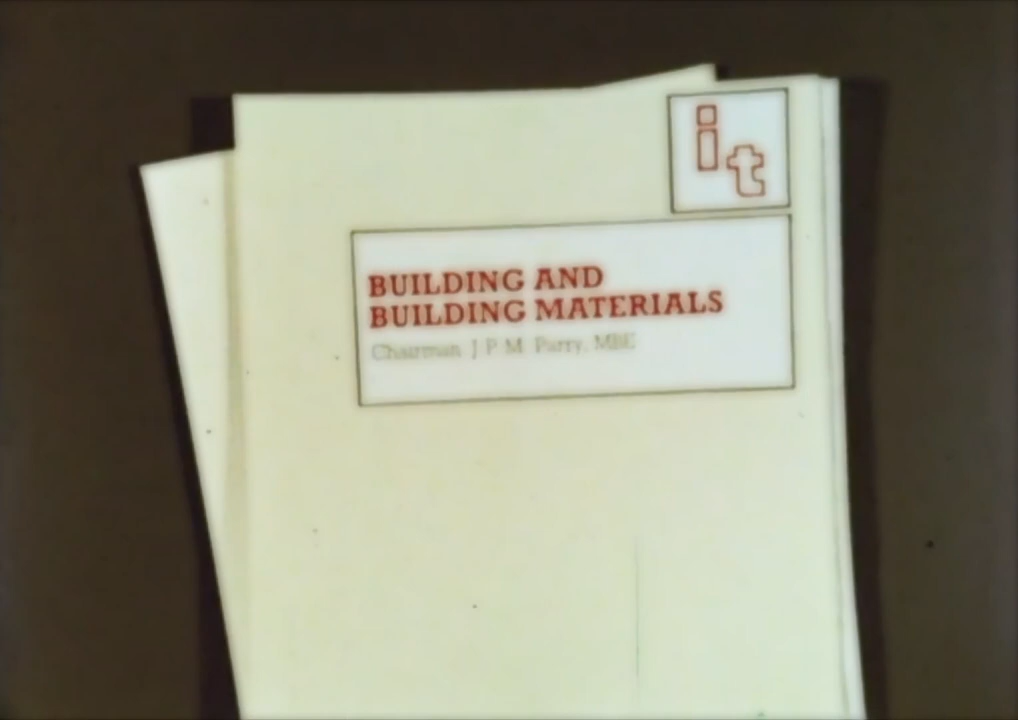 it
BUILDING AND
BUILDING MATERIALS
Chairman J P M Parry, MBE